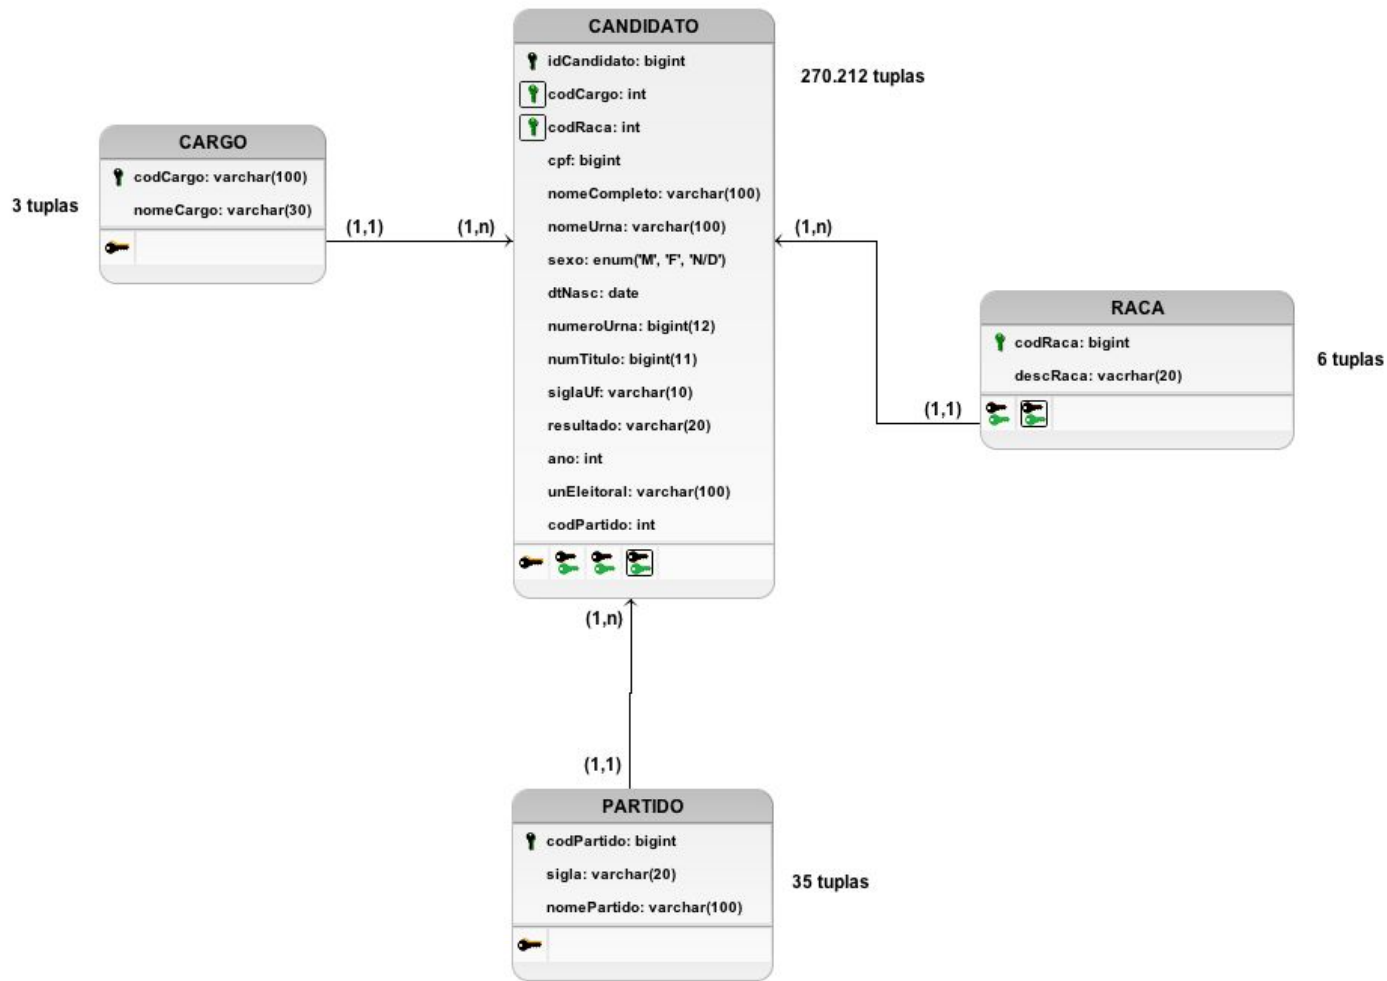 CANDIDATO
idCandidato: bigint
codCargo: int
codRaca: int
cpf: bigint
nomeCompleto: varchar(100)
nomeUrna: varchar(100)
sexo: enum('M', 'F', 'N/D')
dtNasc: date
numeroUrna: bigint(12)
numTitulo: bigint(11)
siglaUf: varchar(10)
resultado: varchar(20)
ano: int
unEleitoral: varchar(100)
codPartido: int
270.212 tuplas
CARGO
codCargo: varchar(100)
nomeCargo: varchar(30)
3 tuplas
(1,1)
(1,n)
(1,n)
RACA
codRaca: bigint
descRaca: vacrhar(20)
6 tuplas
(1,1)
(1,n)
(1,1)
PARTIDO
codPartido: bigint
sigla: varchar(20)
nomePartido: varchar(100)
35 tuplas